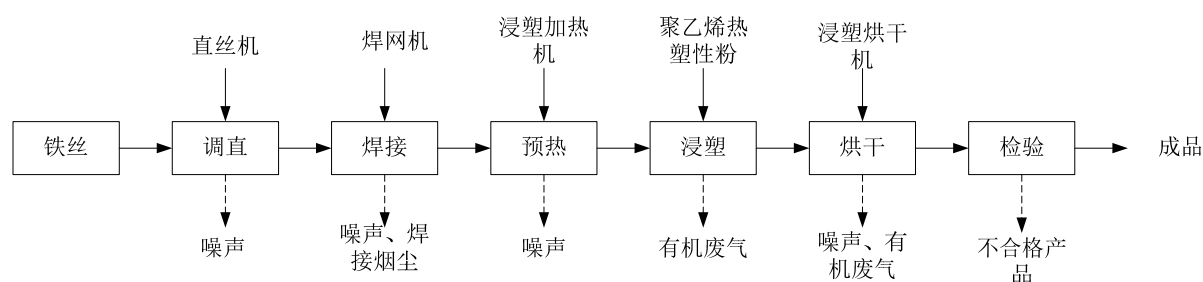 直丝机
焊网机
浸塑加热
机
聚乙烯热
塑性粉
浸塑烘干
机
铁丝
调直
焊接
预热
浸塑
烘干
检验
成品
噪声
噪声、焊
接烟尘
噪声
有机废气
噪声、有
机废气
不合格产
品